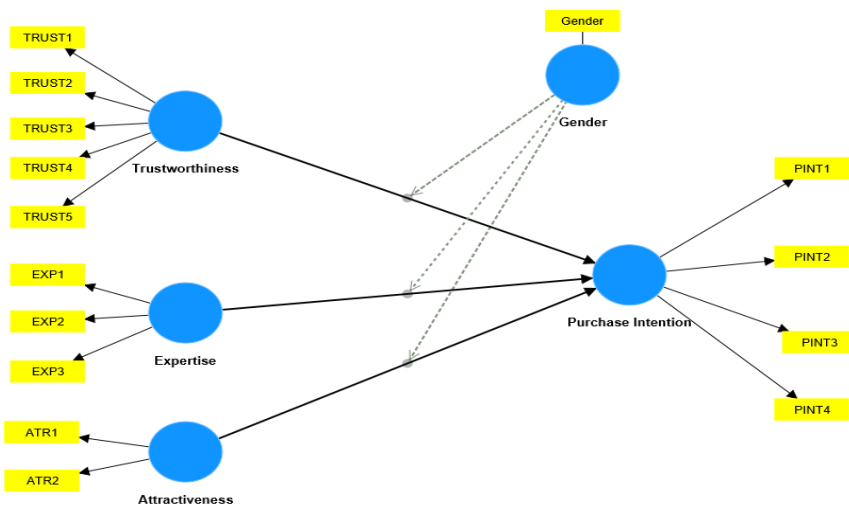 TRUST1
TRUST2
TRUST3
TRUST4
TRUST5
Trustworthiness
EXP1
EXP2
EXP3
Expertise
ATR1
ATR2
Attractiveness
Gender
Gender
PINT1
PINT2
PINT3
PINT4
Purchase Intention